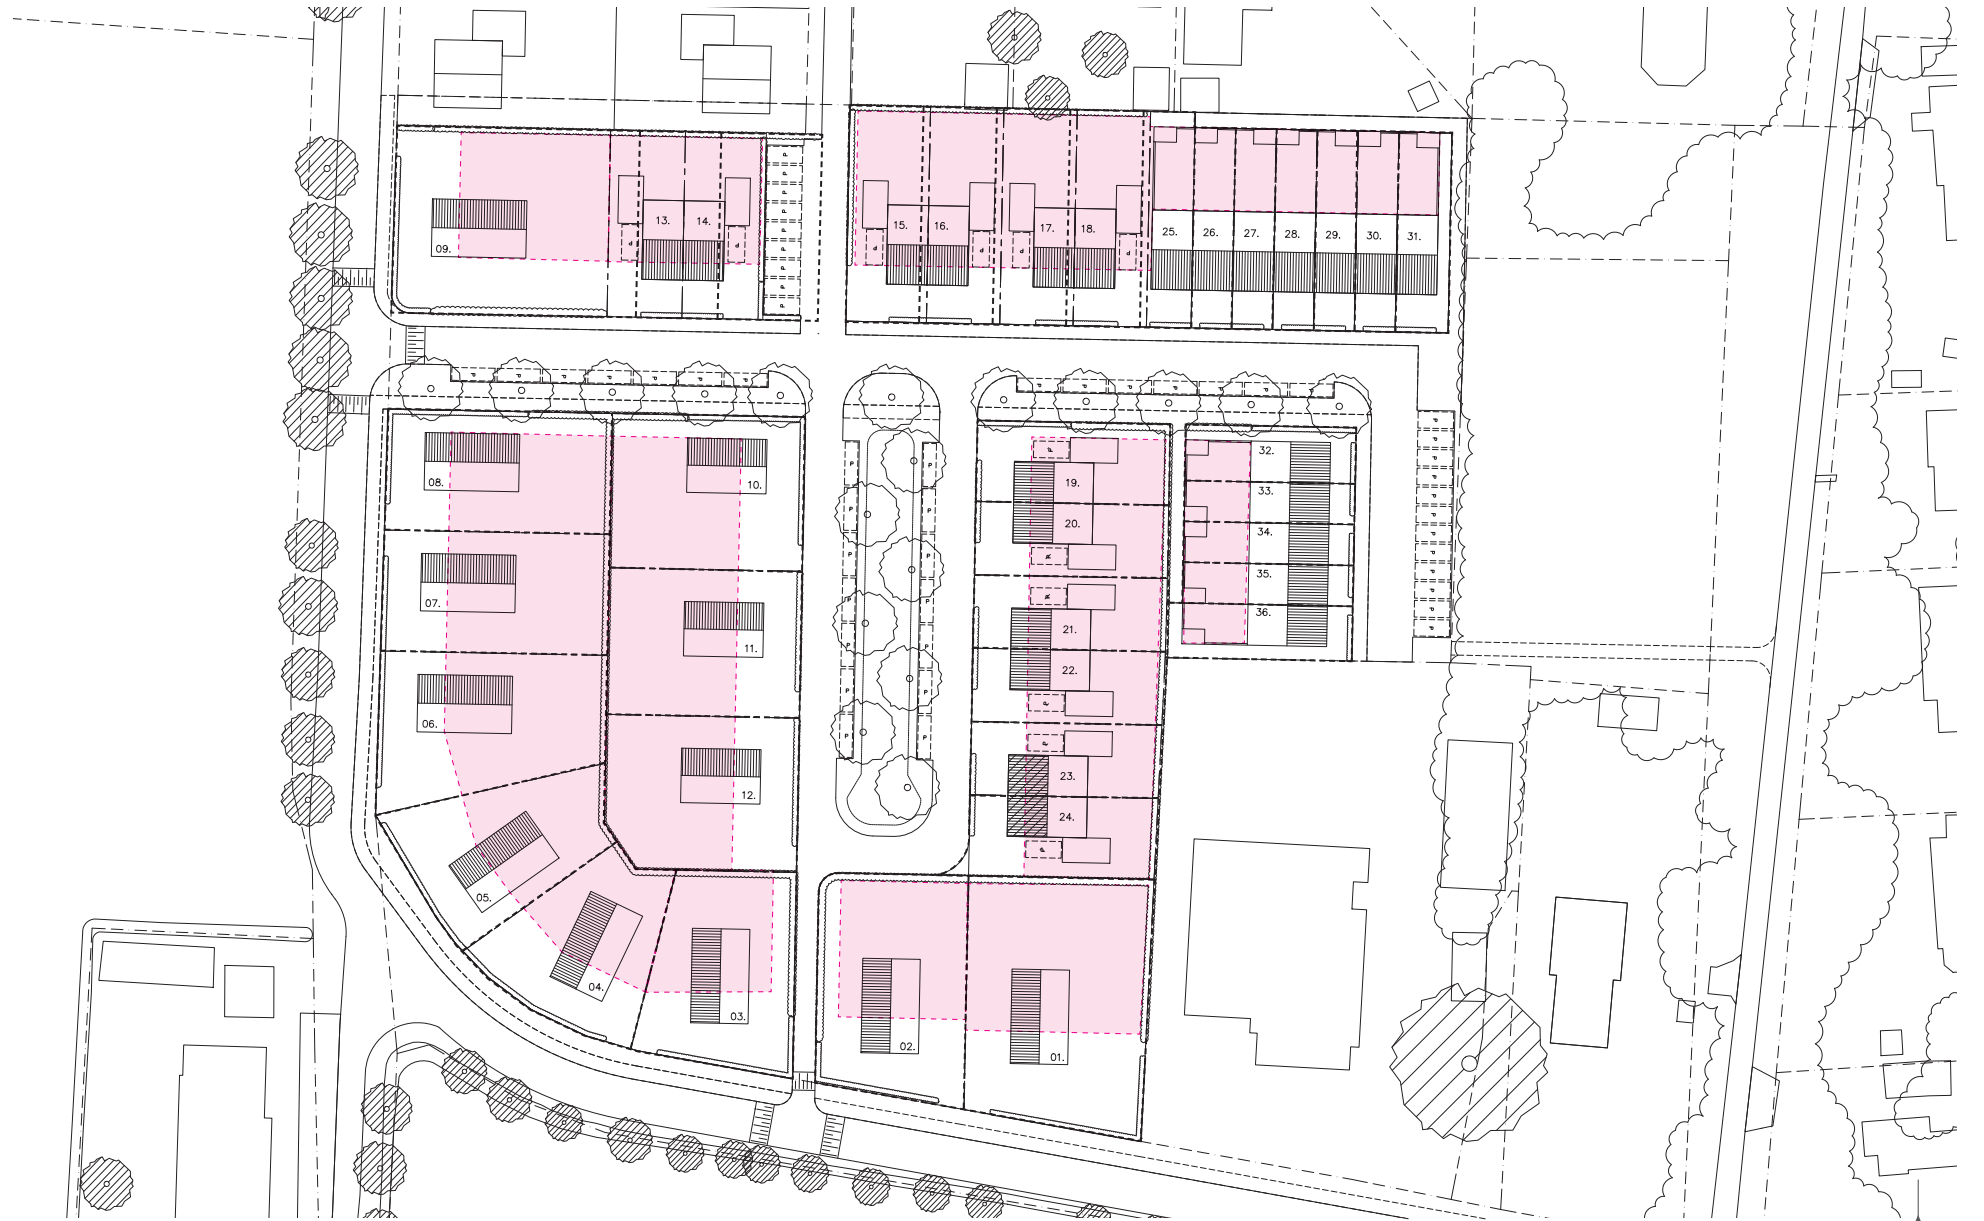 P
P
P
P
P
P
P
P
P
13. 14.
15. 16. 17. 18. 25. 26. 27. 28. 29. 30. 31.
09. P P P P P P
P P P P P P P
P P P P P P P
08. 10. 19. 32.
20. 33.
34.
07. 35.
11. 21. 36.
22.
06.
12. 23.
24.
05.
04. 03. 02. 01.